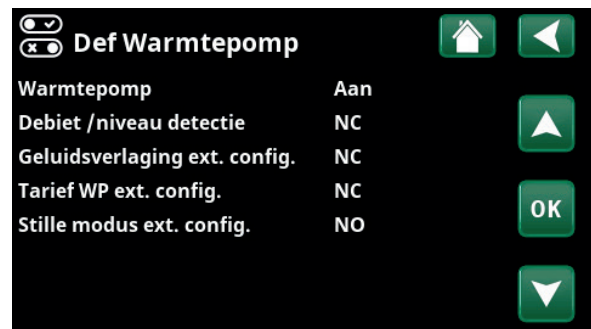 Def Warmtepomp
Warmtepomp Aan
Debiet /niveau detectie NC
Geluidsverlaging ext. config. NC
Tarief WP ext. config. NC
Stille modus ext. config. NO
OK